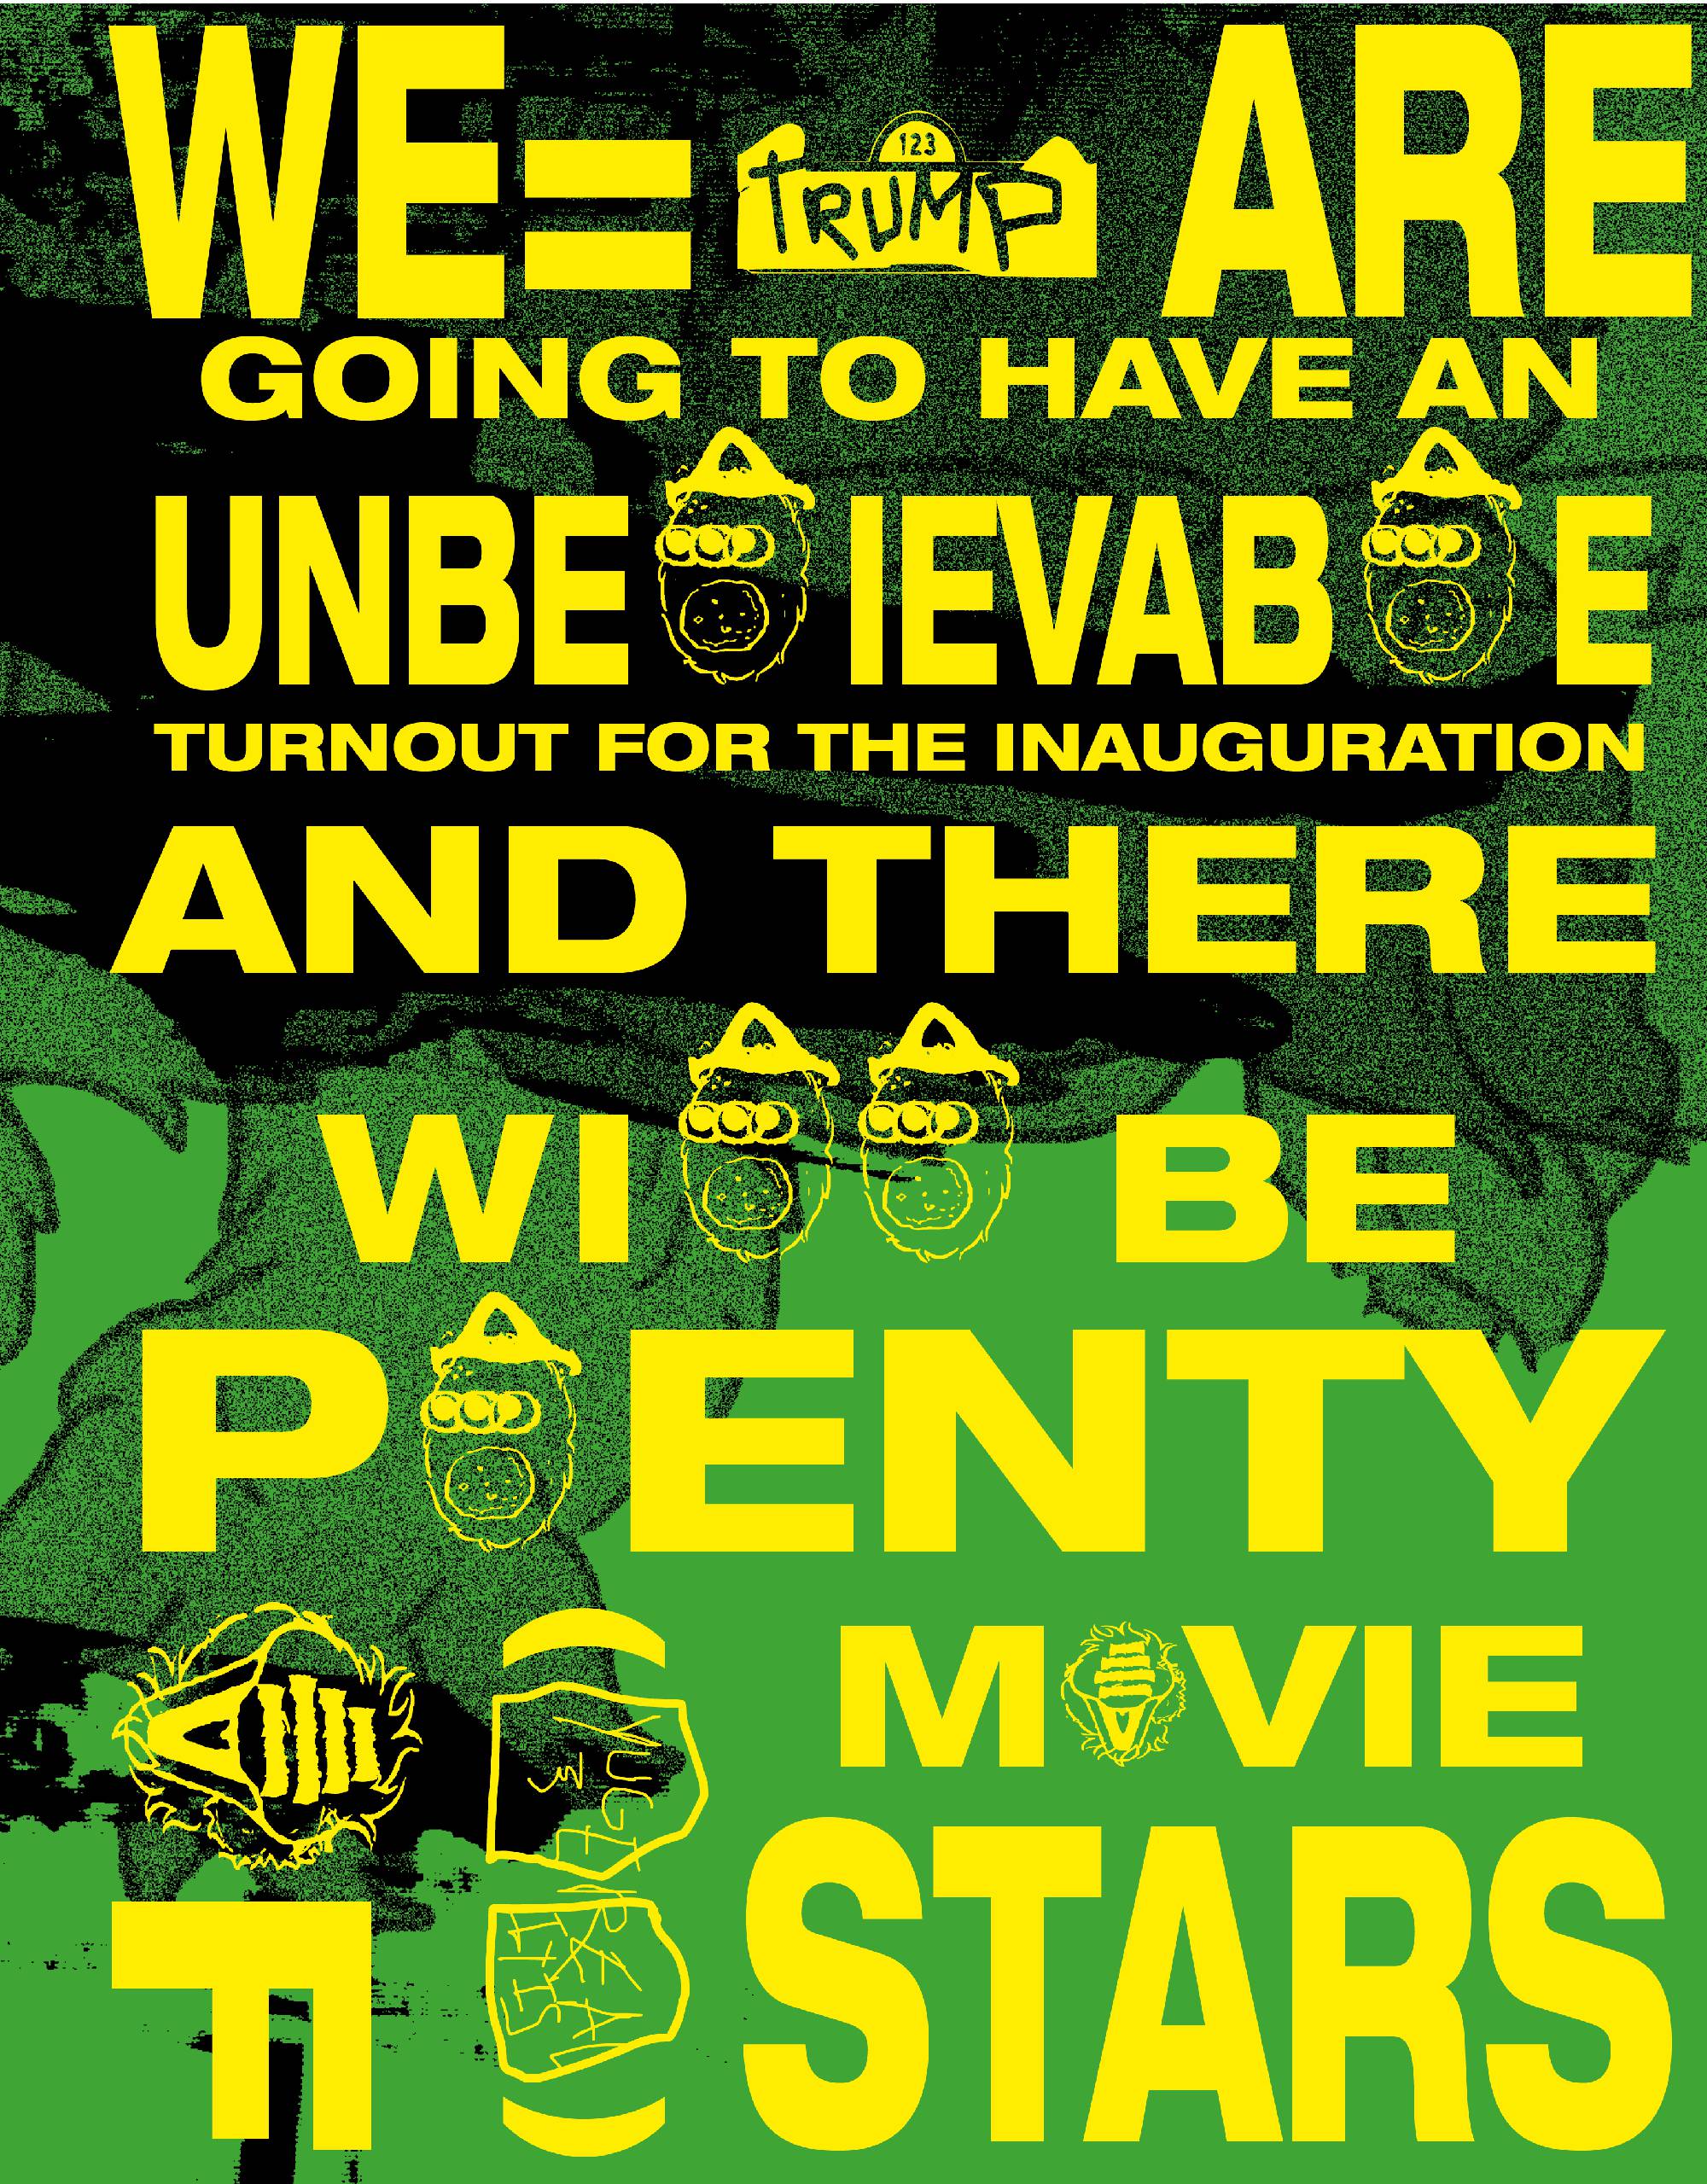 WE= 123 TRUMP ARE
GOING TO HAVE AN
UNBE IEVAB E
TURNOUT FOR THE INAUGURATION
AND THERE
WI BE
P ENTY
F
M VIE
STARS